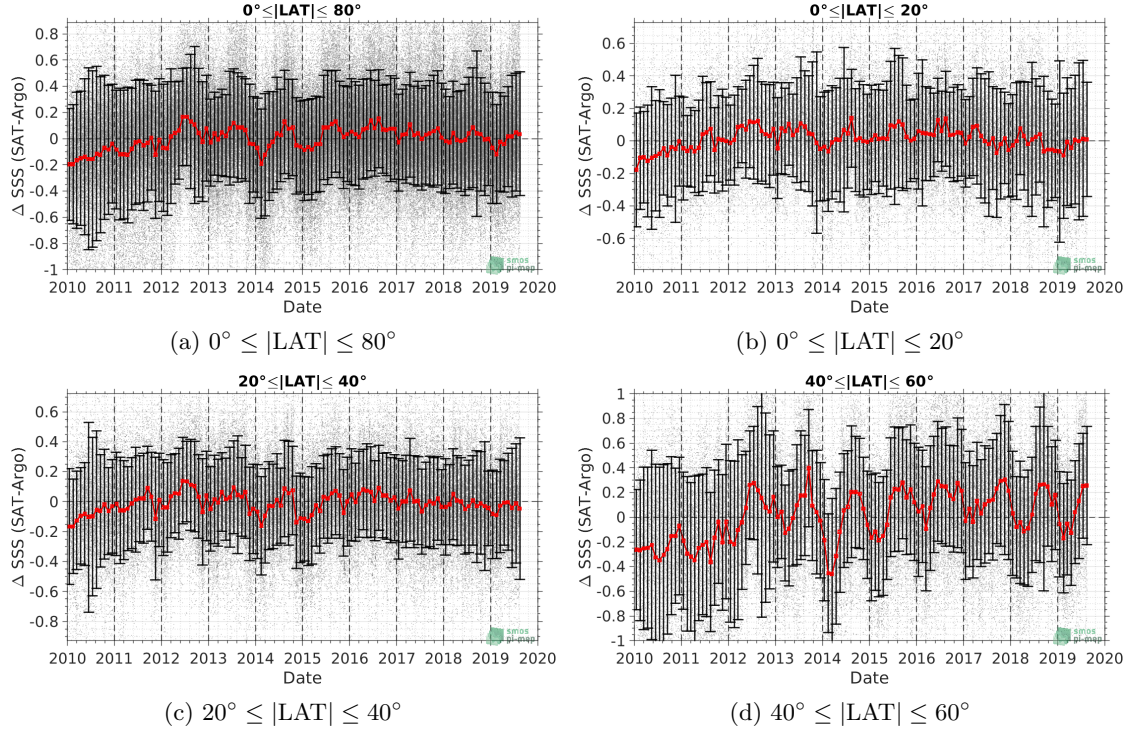 0°≤|LAT|≤ 80°
0.8
0.6
0.4
0.2
0
-0.2
-0.4
-0.6
-0.8
-1
Δ SSS (SAT-Argo)
2010 2011 2012 2013 2014 2015 2016 2017 2018 2019 2020
Date
smos
pi-mep
(a) 0° ≤ |LAT| ≤ 80°
0°≤|LAT|≤ 20°
0.6
0.4
0.2
0
-0.2
-0.4
-0.6
Δ SSS (SAT-Argo)
2010 2011 2012 2013 2014 2015 2016 2017 2018 2019 2020
Date
smos
pi-mep
(b) 0° ≤ |LAT| ≤ 20°
20°≤|LAT|≤ 40°
0.6
0.4
0.2
0
-0.2
-0.4
-0.6
-0.8
Δ SSS (SAT-Argo)
2010 2011 2012 2013 2014 2015 2016 2017 2018 2019 2020
Date
smos
pi-mep
(c) 20° ≤ |LAT| ≤ 40°
40°≤|LAT|≤ 60°
1
0.8
0.6
0.4
0.2
0
-0.2
-0.4
-0.6
-0.8
-1
Δ SSS (SAT-Argo)
2010 2011 2012 2013 2014 2015 2016 2017 2018 2019 2020
Date
smos
pi-mep
(d) 40° ≤ |LAT| ≤ 60°